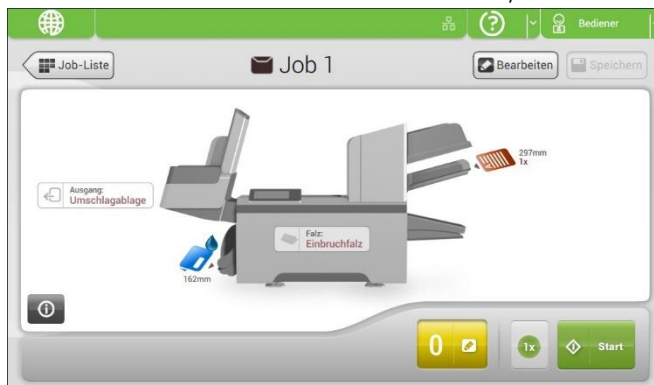 Bediener
Job-Liste
Job 1
Bearbeiten
Speichern
297mm
1x
Ausgang:
Umschlagablage
Falz:
Einbruchfalz
162mm
0
1x
Start